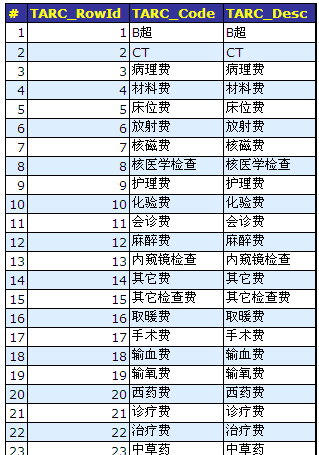 # TARC_RowId TARC_Code TARC_Desc
1 1 B超 B超
2 2 CT CT
3 3 病理费 病理费
4 4 材料费 材料费
5 5 床位费 床位费
6 6 放射费 放射费
7 7 核磁费 核磁费
8 8 核医学检查 核医学检查
9 9 护理费 护理费
10 10 化验费 化验费
11 11 会诊费 会诊费
12 12 麻醉费 麻醉费
13 13 内窥镜检查 内窥镜检查
14 14 其它费 其它费
15 15 其它检查费 其它检查费
16 16 取暖费 取暖费
17 17 手术费 手术费
18 18 输血费 输血费
19 19 输氧费 输氧费
20 20 西药费 西药费
21 21 诊疗费 诊疗费
22 22 治疗费 治疗费
23 23 中草药 中草药